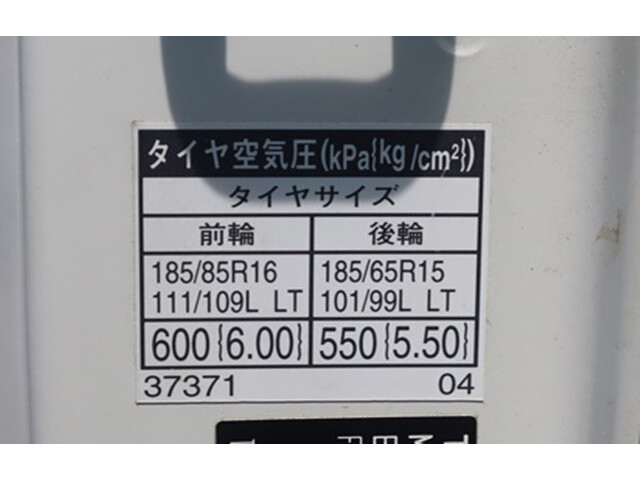 タイヤ空気圧(kPa{kg/cm²})
タイヤサイズ
前輪 後輪
185/85R16 185/65R15
111/109L LT 101/99L LT
600{6.00} 550{5.50}
37371 04